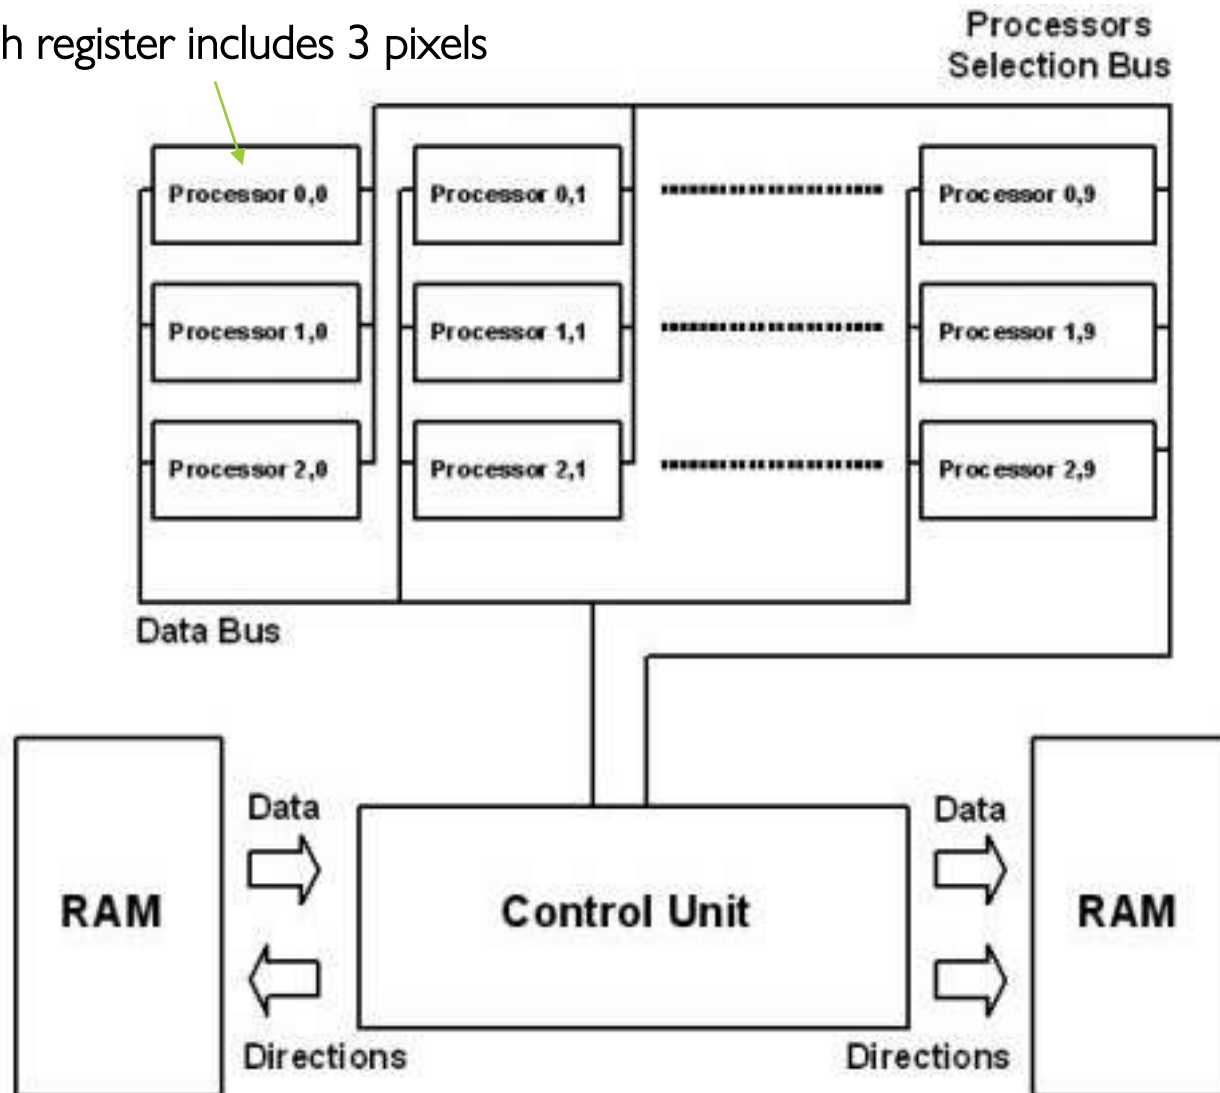 h register includes 3 pixels
Processors
Selection Bus
Processor 0,0
Processor 0,1
Processor 0,9
Processor 1,0
Processor 1,1
Processor 1,9
Processor 2,0
Processor 2,1
Processor 2,9
Data Bus
Data
Data
RAM
Control Unit
RAM
Directions
Directions